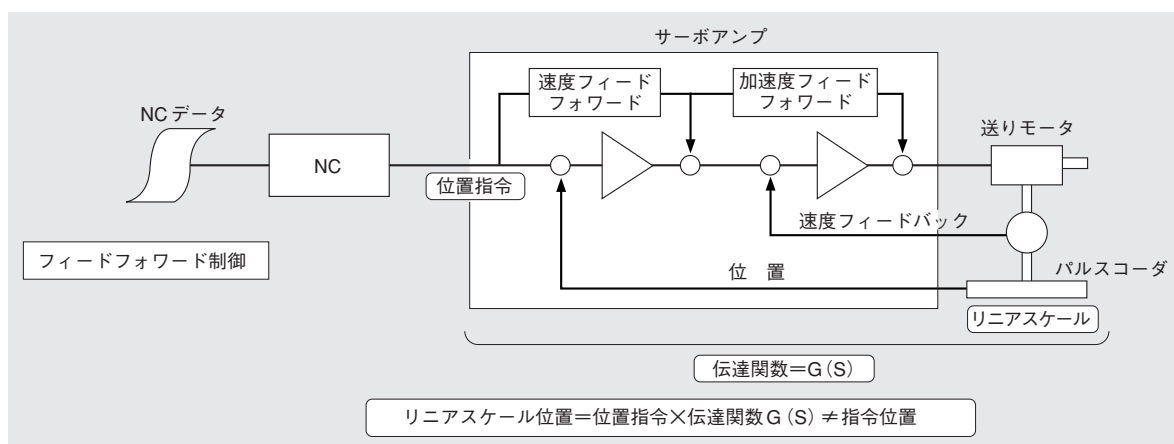 サーボアンプ
速度フィード
フォワード
加速度フィード
フォワード
NCデータ
送りモータ
NC
位置指令
速度フィードバック
フィードフォワード制御
位 置
パルスコーダ
リニアスケール
伝達関数=G(S)
リニアスケール位置=位置指令×伝達関数G(S)≠指令位置